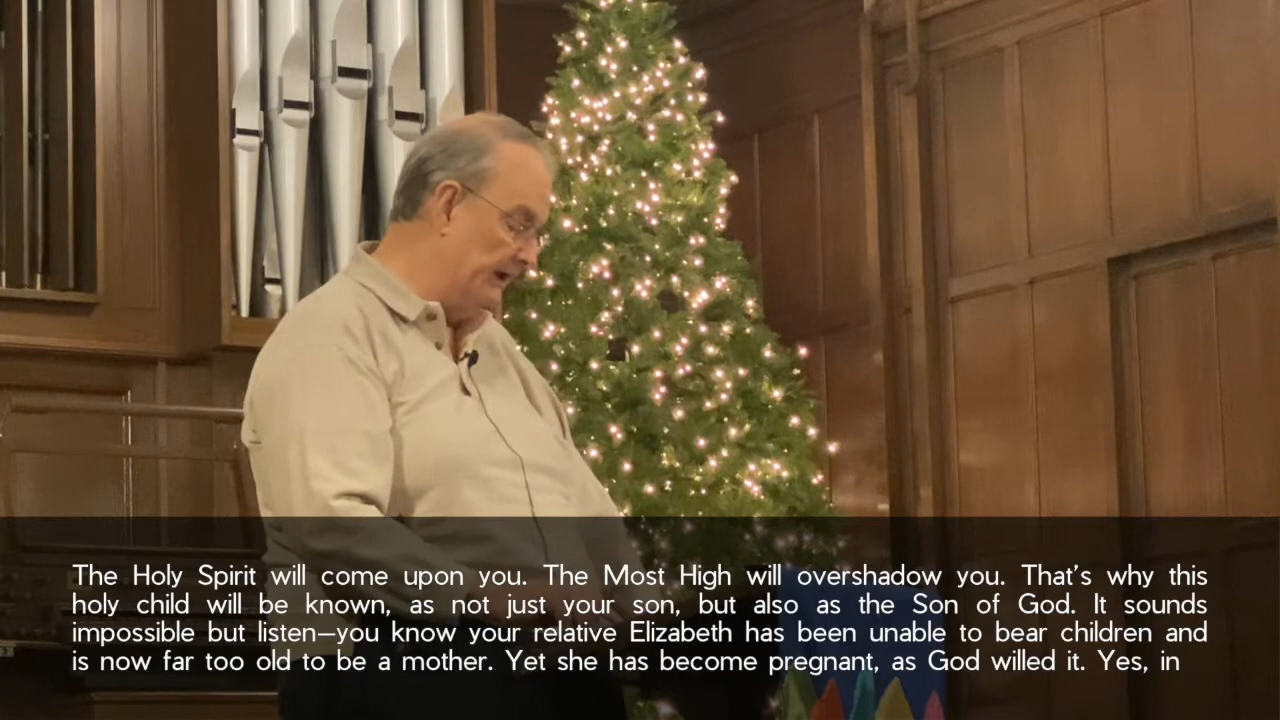 The Holy Spirit will come upon you. The Most High will overshadow you. That's why this
holy child will be known, as not just your son, but also as the Son of God. It sounds
impossible but listen—you know your relative Elizabeth has been unable to bear children and
is now far too old to be a mother. Yet she has become pregnant, as God willed it. Yes, in